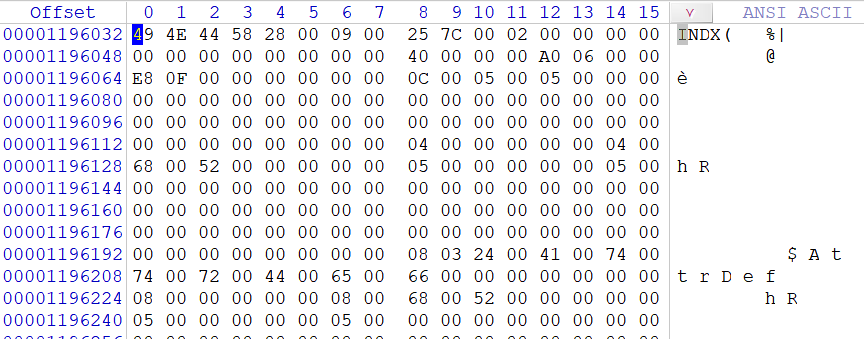 Offset 0 1 2 3 4 5 6 7 8 9 10 11 12 13 14 15 ANSI ASCII
00001196032 49 4E 44 58 28 00 09 00 25 7C 00 02 00 00 00 00 INDX( %|
00001196048 00 00 00 00 00 00 00 00 40 00 00 00 A0 06 00 00 @
00001196064 E8 0F 00 00 00 00 00 00 0C 00 05 00 05 00 00 00 è
00001196080 00 00 00 00 00 00 00 00 00 00 00 00 00 00 00 00
00001196096 00 00 00 00 00 00 00 00 00 00 00 00 00 00 00 00
00001196112 00 00 00 00 00 00 00 00 04 00 00 00 00 00 04 00
00001196128 68 00 52 00 00 00 00 00 05 00 00 00 00 00 05 00 h R
00001196144 00 00 00 00 00 00 00 00 00 00 00 00 00 00 00 00
00001196160 00 00 00 00 00 00 00 00 00 00 00 00 00 00 00 00
00001196176 00 00 00 00 00 00 00 00 00 00 00 00 00 00 00 00
00001196192 00 00 00 00 00 00 00 00 08 03 24 00 41 00 74 00 $ A t
00001196208 74 00 72 00 44 00 65 00 66 00 00 00 00 00 00 00 t r D e f
00001196224 08 00 00 00 00 00 08 00 68 00 52 00 00 00 00 00 h R
00001196240 05 00 00 00 00 00 05 00 00 00 00 00 00 00 00 00